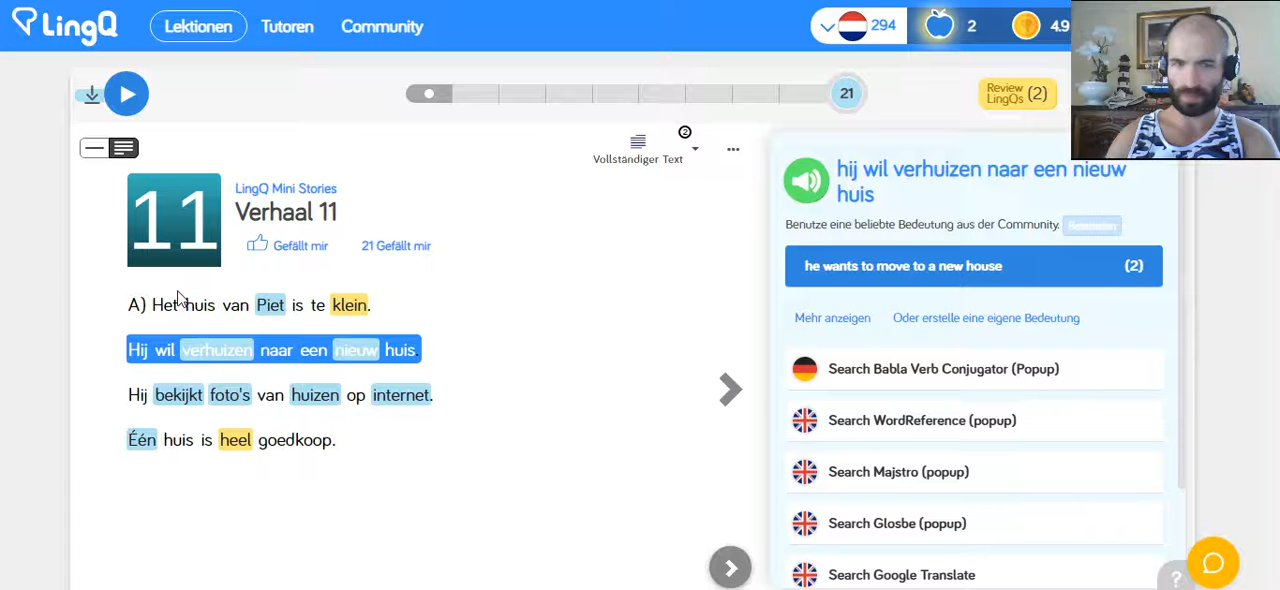 LingQ
Lektionen
Tutoren
Community
294
2
4.9
21
Review
LingQs (2)
2
Vollständiger Text
11
LingQ Mini Stories
Verhaal 11
Gefällt mir
21 Gefällt mir
A) Het huis van Piet is te klein.
Hij wil verhuizen naar een nieuw huis.
Hij bekijkt foto's van huizen op internet.
Één huis is heel goedkoop.
hij wil verhuizen naar een nieuw
huis
Benutze eine beliebte Bedeutung aus der Community.
he wants to move to a new house (2)
Mehr anzeigen
Oder erstelle eine eigene Bedeutung
Search Babla Verb Conjugator (Popup)
Search WordReference (popup)
Search Majstro (popup)
Search Glosbe (popup)
Search Google Translate
?